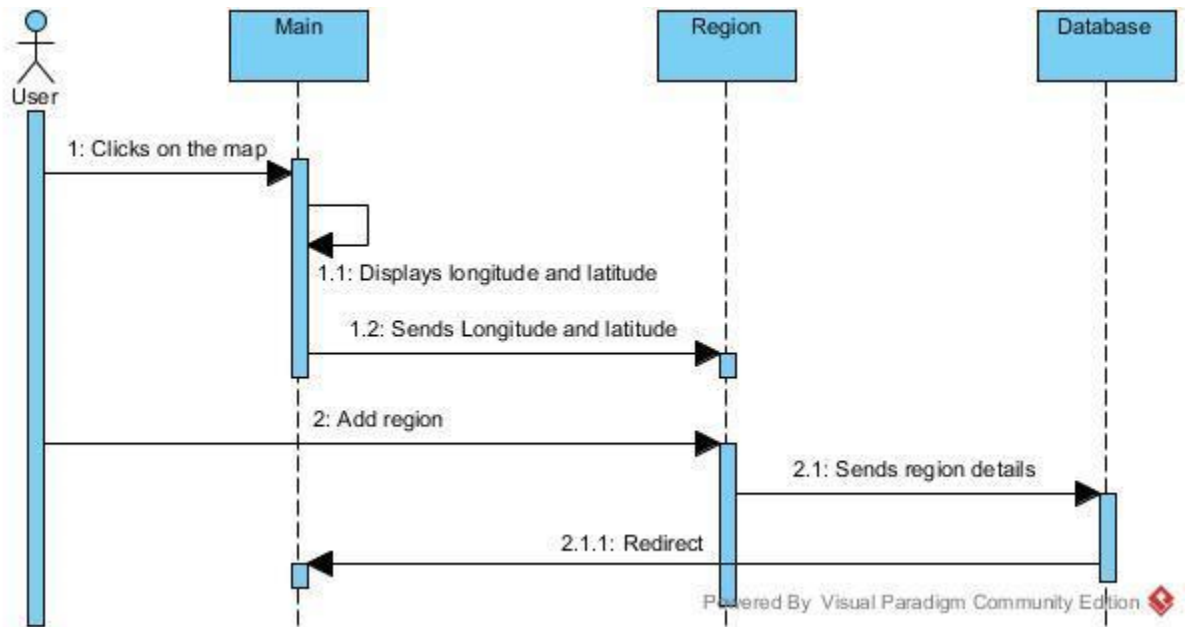 Main
Region
Database
User
1: Clicks on the map
1.1: Displays longitude and latitude
1.2: Sends Longitude and latitude
2: Add region
2.1: Sends region details
2.1.1: Redirect
Powered By Visual Paradigm Community Edition